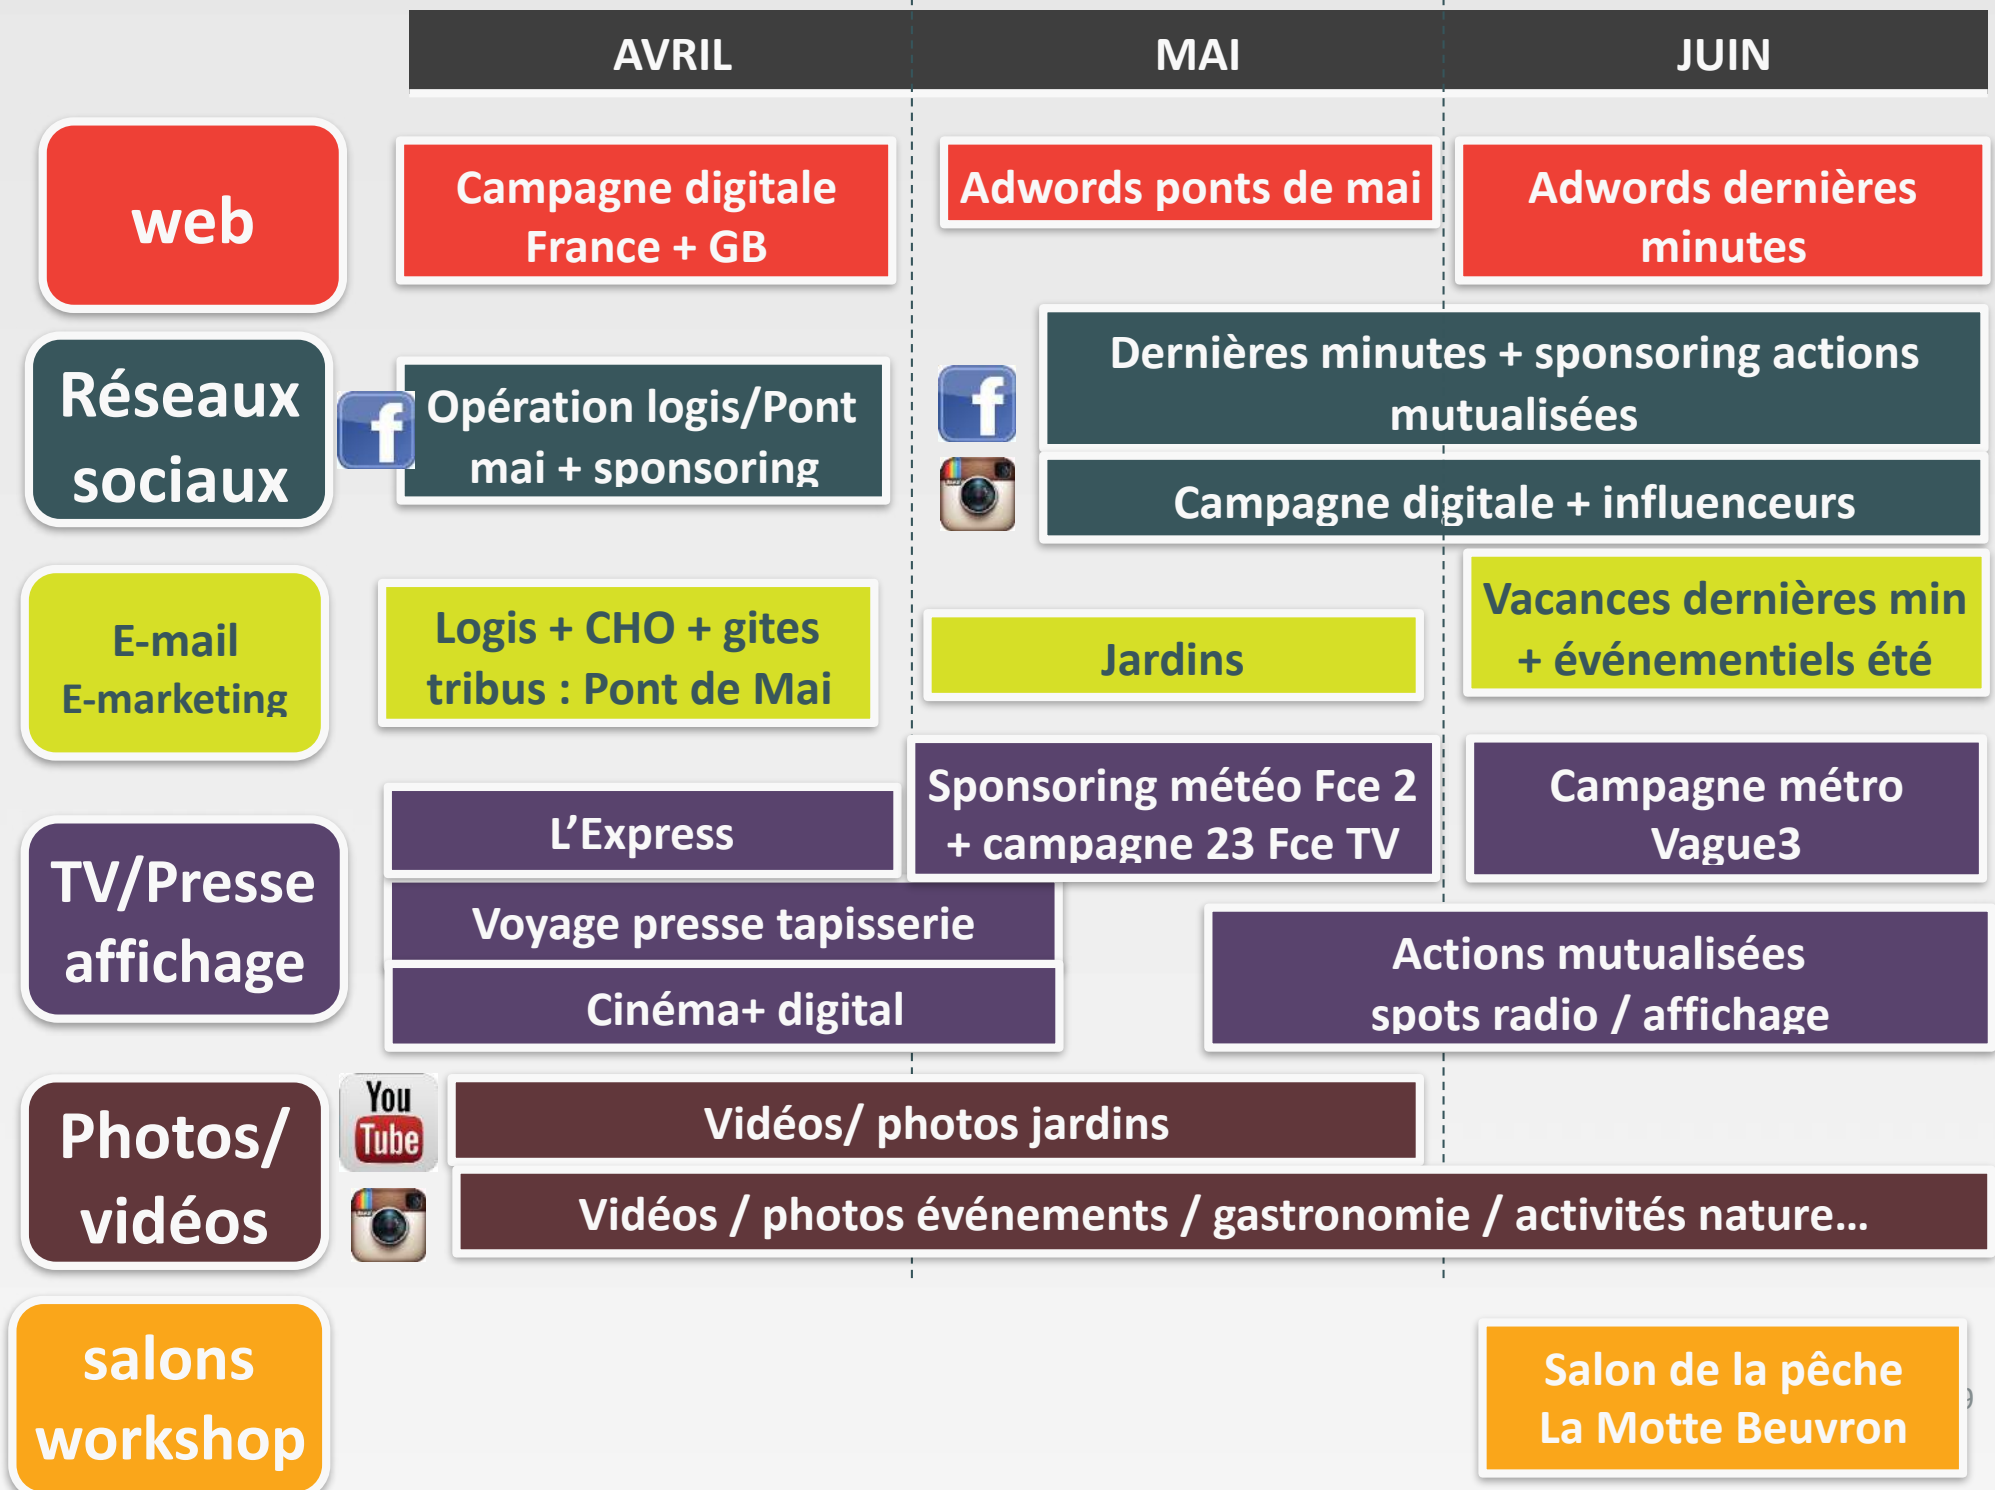 AVRIL
MAI
JUIN
web
Campagne digitale
France + GB
Adwords ponts de mai
Adwords dernières
minutes
Réseaux
sociaux
f
Opération logis/Pont
mai + sponsoring
f
Dernières minutes + sponsoring actions
mutualisées
Campagne digitale + influenceurs
E-mail
E-marketing
Logis + CHO + gites
tribus : Pont de Mai
Jardins
Vacances dernières min
+ événementiels été
TV/Presse
affichage
L’Express
Sponsoring météo Fce 2
+ campagne 23 Fce TV
Campagne métro
Vague3
Voyage presse tapisserie
Cinéma+ digital
Actions mutualisées
spots radio / affichage
Photos/
vidéos
You
Tube
Vidéos/ photos jardins
Vidéos / photos événements / gastronomie / activités nature...
salons
workshop
Salon de la pêche
La Motte Beuvron